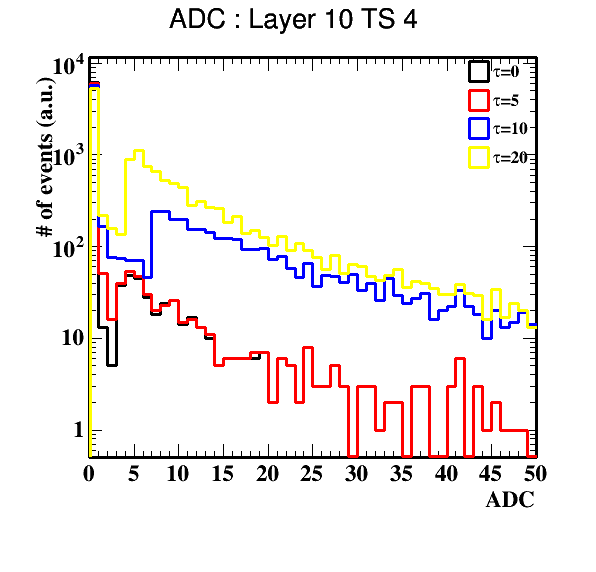 ADC : Layer 10 TS 4
# of events (a.u.)
10^4
10^3
10^2
10
1
τ=0
τ=5
τ=10
τ=20
0 5 10 15 20 25 30 35 40 45 50
ADC